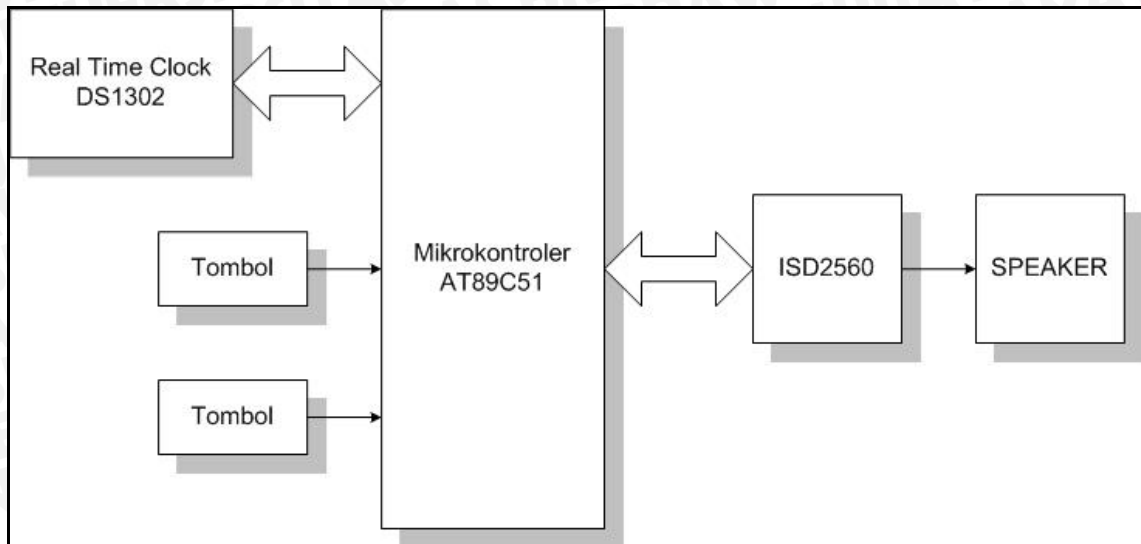 Real Time Clock
DS1302
Tombol
Mikrokontroler
AT89C51
ISD2560
SPEAKER
Tombol